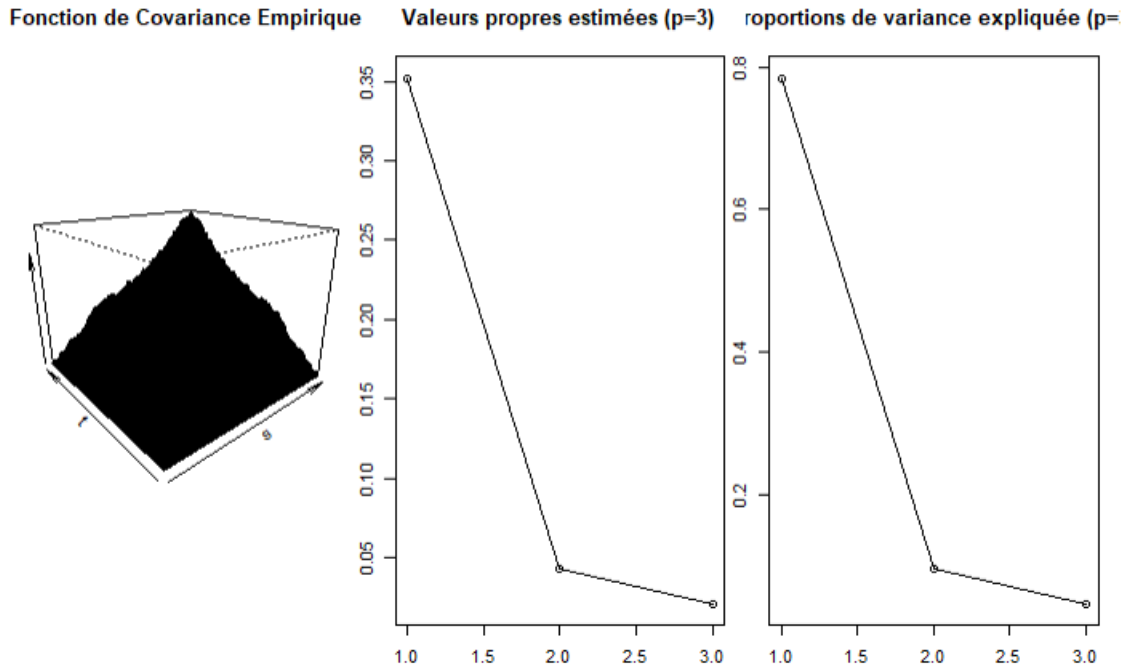 Fonction de Covariance Empirique
t
s
Valeurs propres estimées (p=3)
0.35
0.30
0.25
0.20
0.15
0.10
0.05
1.0 1.5 2.0 2.5 3.0
roportions de variance expliquée (p=
0.8
0.6
0.4
0.2
1.0 1.5 2.0 2.5 3.0